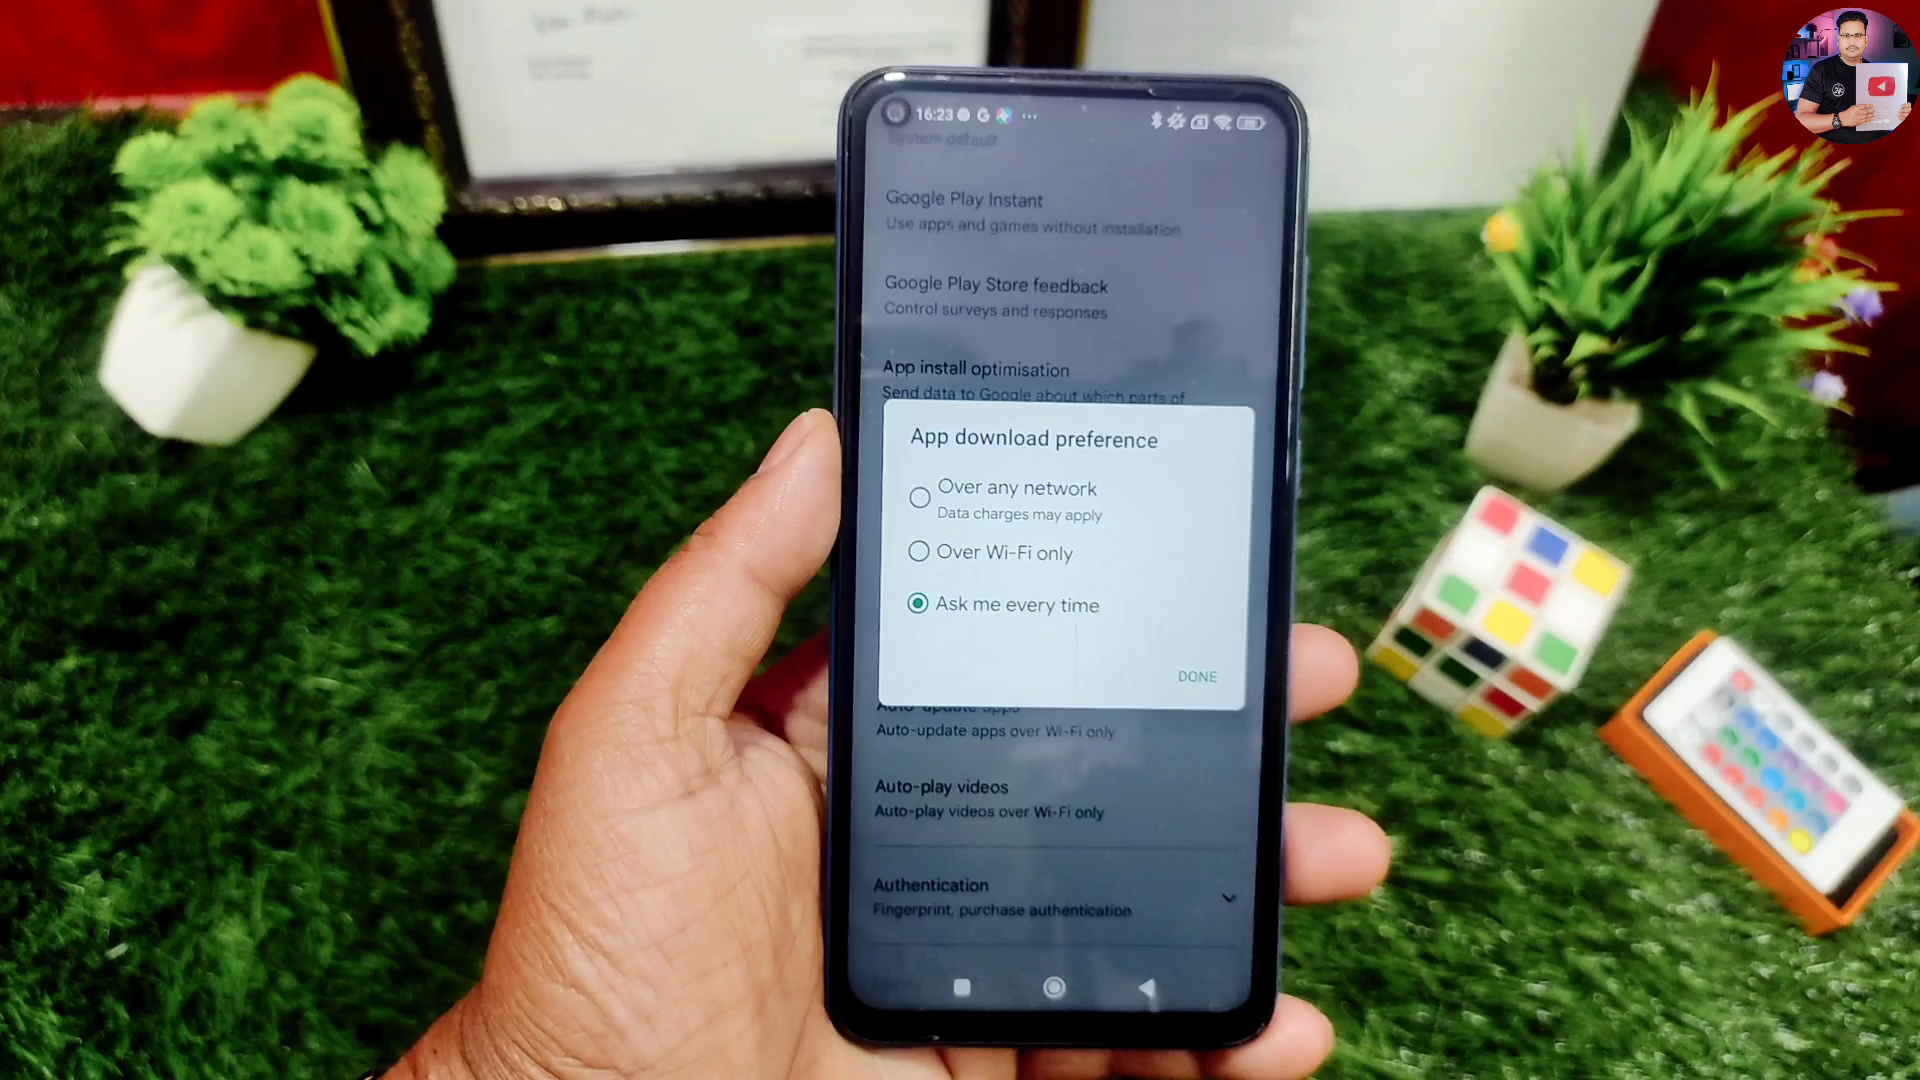 16:23
System default
Google Play Instant
Use apps and games without installation
Google Play Store feedback
Control surveys and responses
App install optimisation
Send data to Google about which parts of
App download preference
Over any network
Data charges may apply
Over Wi-Fi only
Ask me every time
DONE
Auto-update apps
Auto-update apps over Wi-Fi only
Auto-play videos
Auto-play videos over Wi-Fi only
Authentication
Fingerprint, purchase authentication